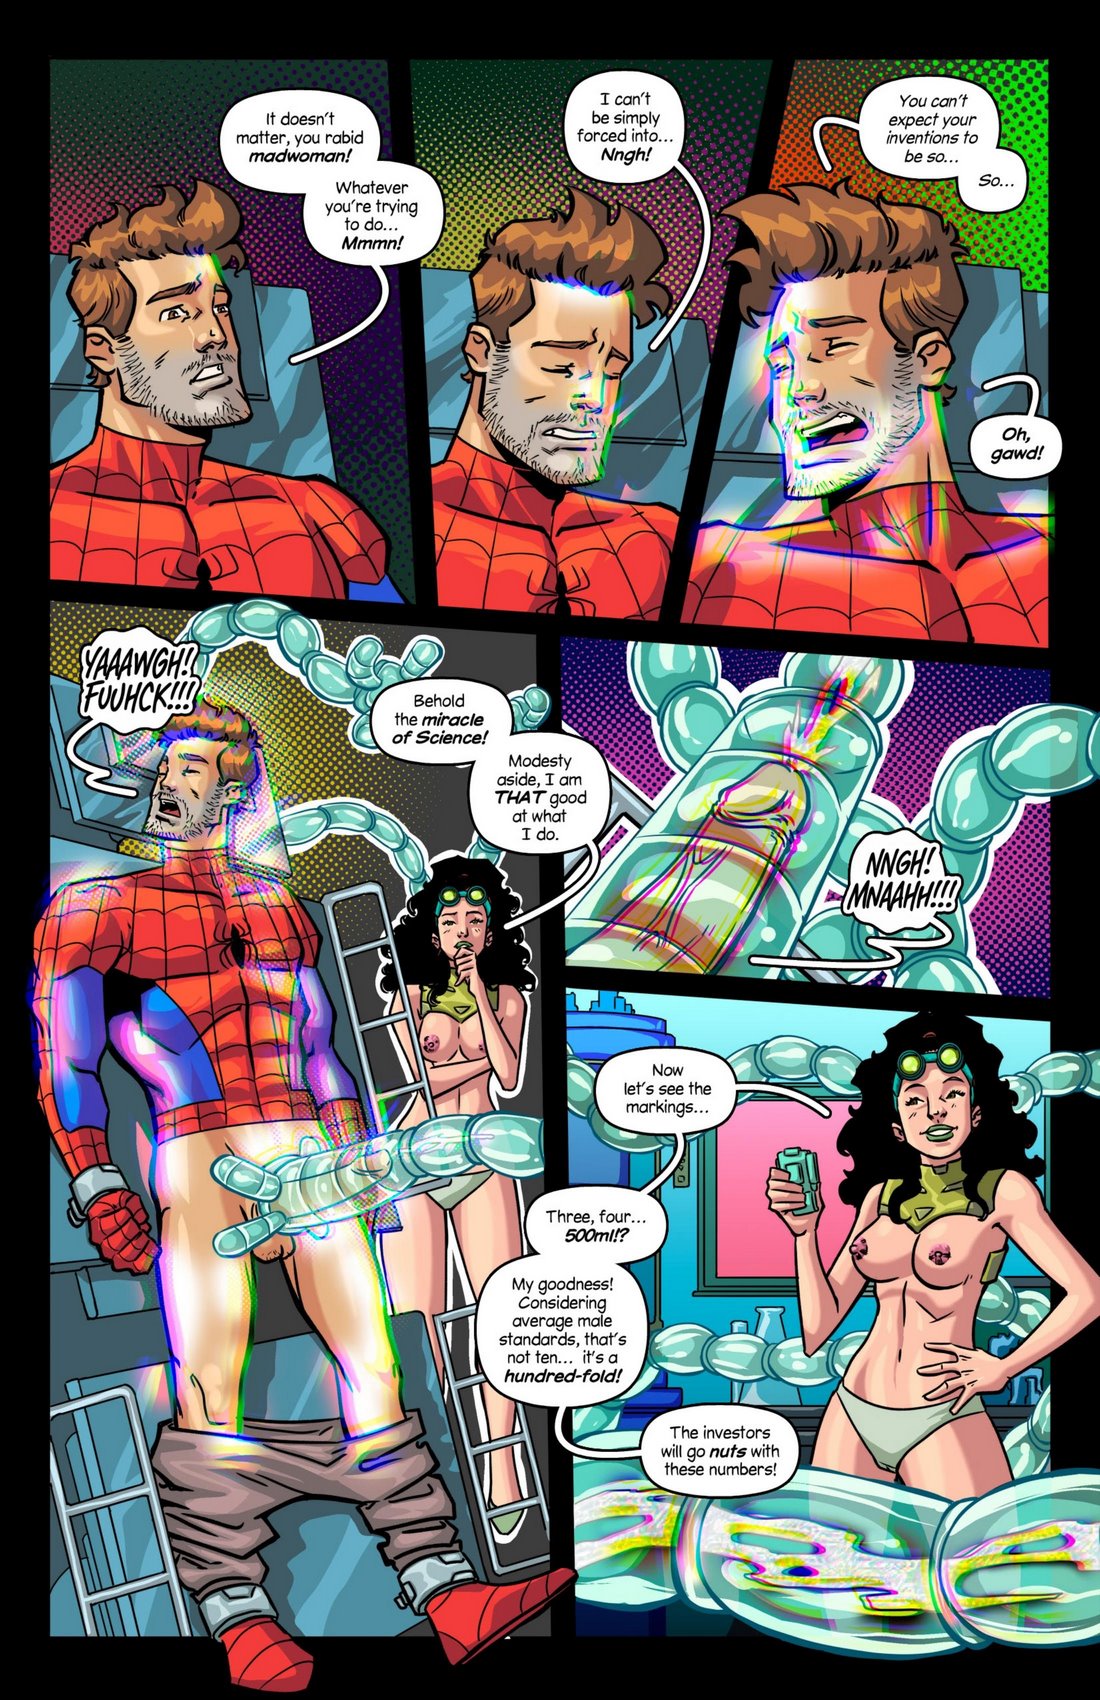 It doesn't
matter, you rabid
madwoman!
Whatever
you're trying
to do...
Mmmn!
I can't
be simply
forced into...
Nngh!
You can't
expect your
inventions to
be so...
So...
Oh,
gawd!
YAAAWGH!
FUUHCK!!!
Behold
the miracle
of Science!
Modesty
aside, I am
THAT good
at what
I do.
NNGH!
MNAAHH!!!
Now
let's see the
markings...
Three, four...
500ml!?
My goodness!
Considering
average male
standards, that's
not ten... it's a
hundred-fold!
The investors
will go nuts with
these numbers!